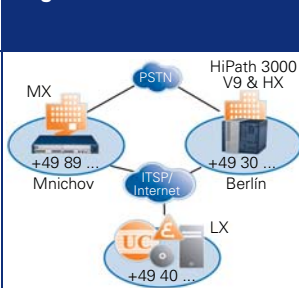 PSTN
HiPath 3000
V9 & HX
MX
+49 89 ...
Mnichov
+49 30 ...
Berlín
ITSP/
Internet
LX
UC
+49 40 ...